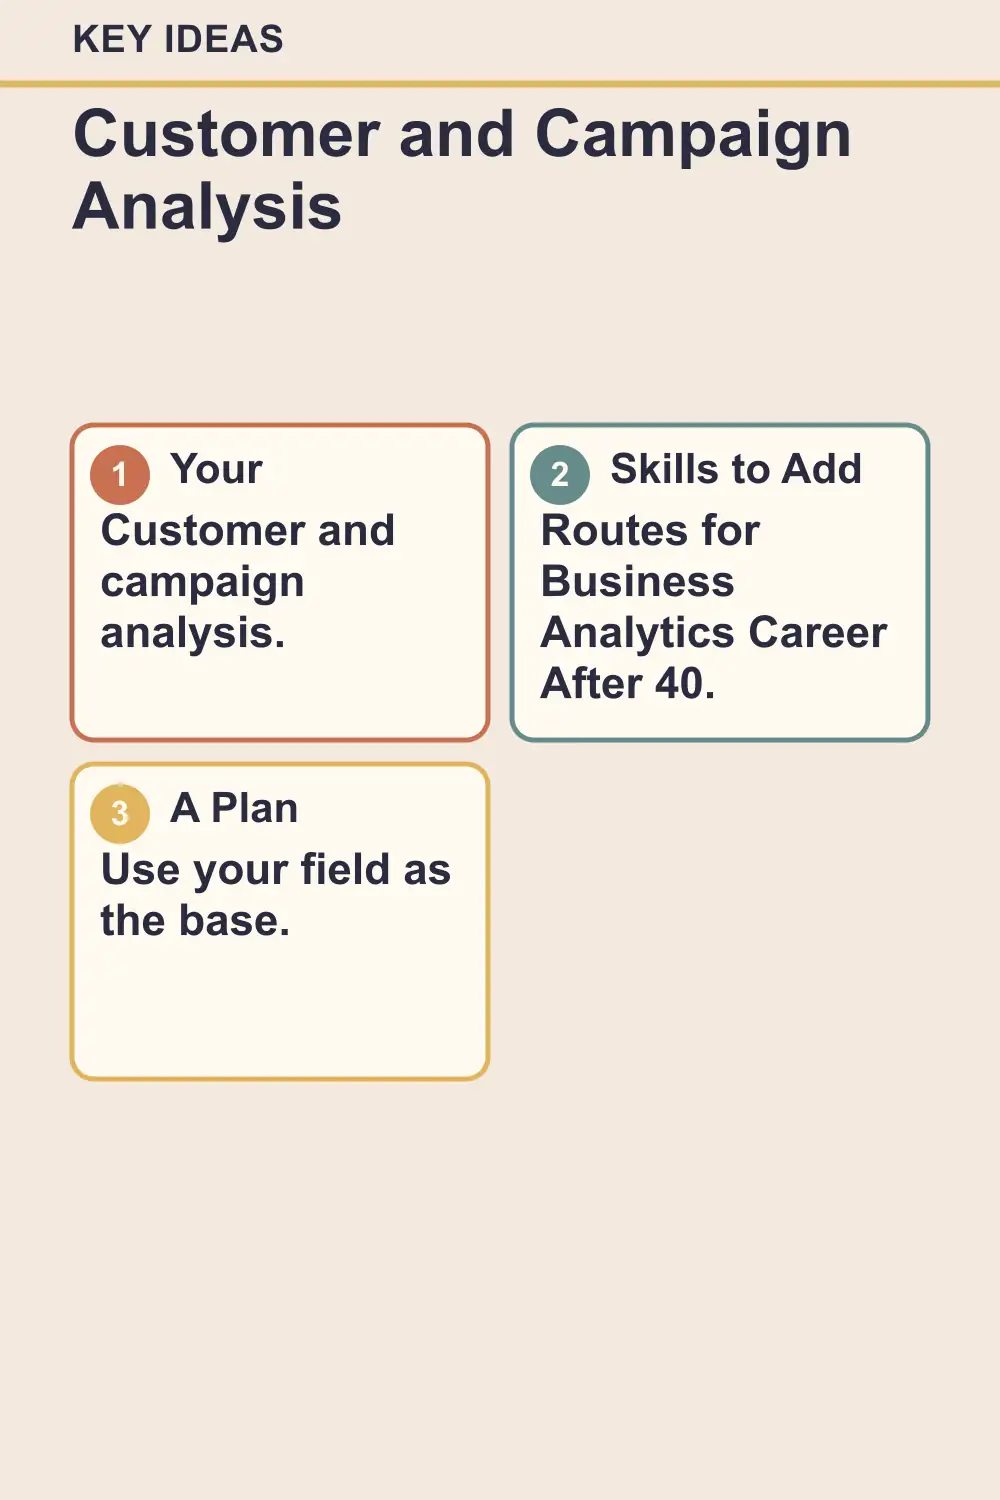 KEY IDEAS
Customer and Campaign
Analysis
1 Your
Customer and
campaign
analysis.
2 Skills to Add
Routes for
Business
Analytics Career
After 40.
3 A Plan
Use your field as
the base.